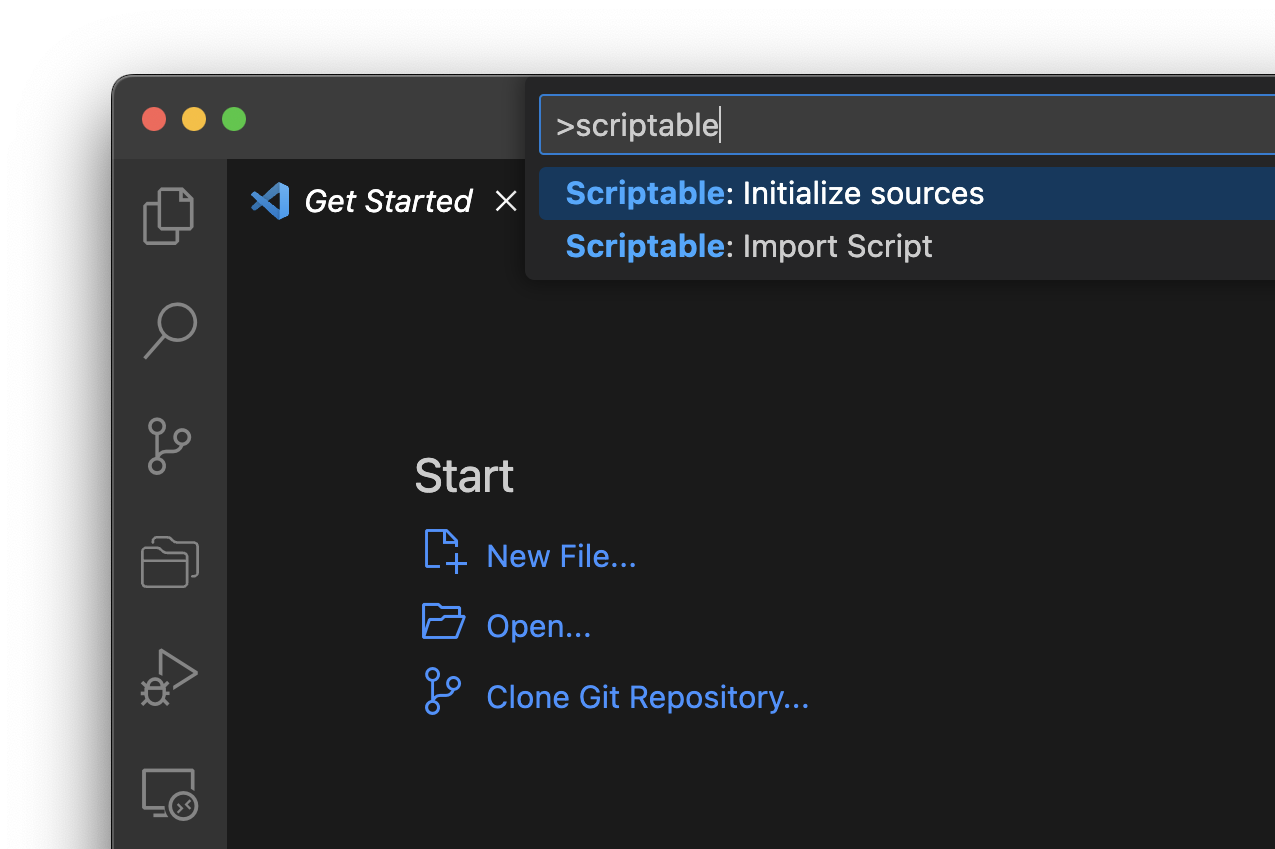 >scriptable
Get Started
Scriptable: Initialize sources
Scriptable: Import Script
Start
New File...
Open...
Clone Git Repository...